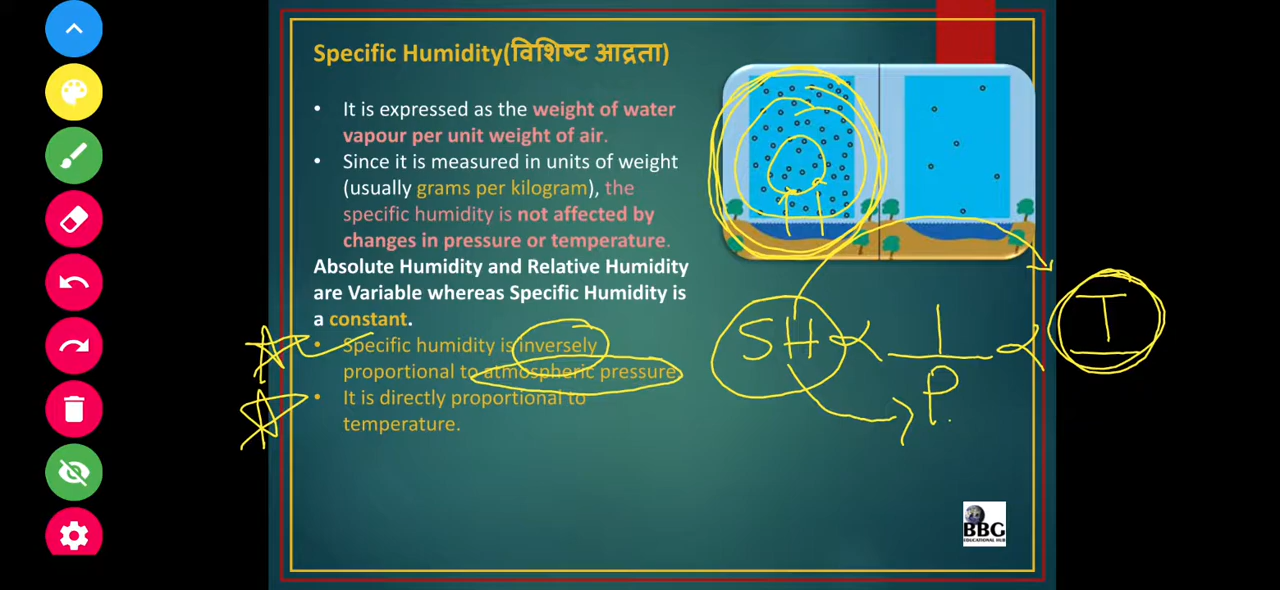 Specific Humidity(विशिष्ट आद्रता)
• It is expressed as the weight of water
vapour per unit weight of air.
• Since it is measured in units of weight
(usually grams per kilogram), the
specific humidity is not affected by
changes in pressure or temperature.
Absolute Humidity and Relative Humidity
are Variable whereas Specific Humidity is
a constant.
• Specific humidity is inversely
proportional to atmospheric pressure.
• It is directly proportional to
temperature.
SH ∝ 1/P ∝ T
BBG
EDUCATIONAL HUB